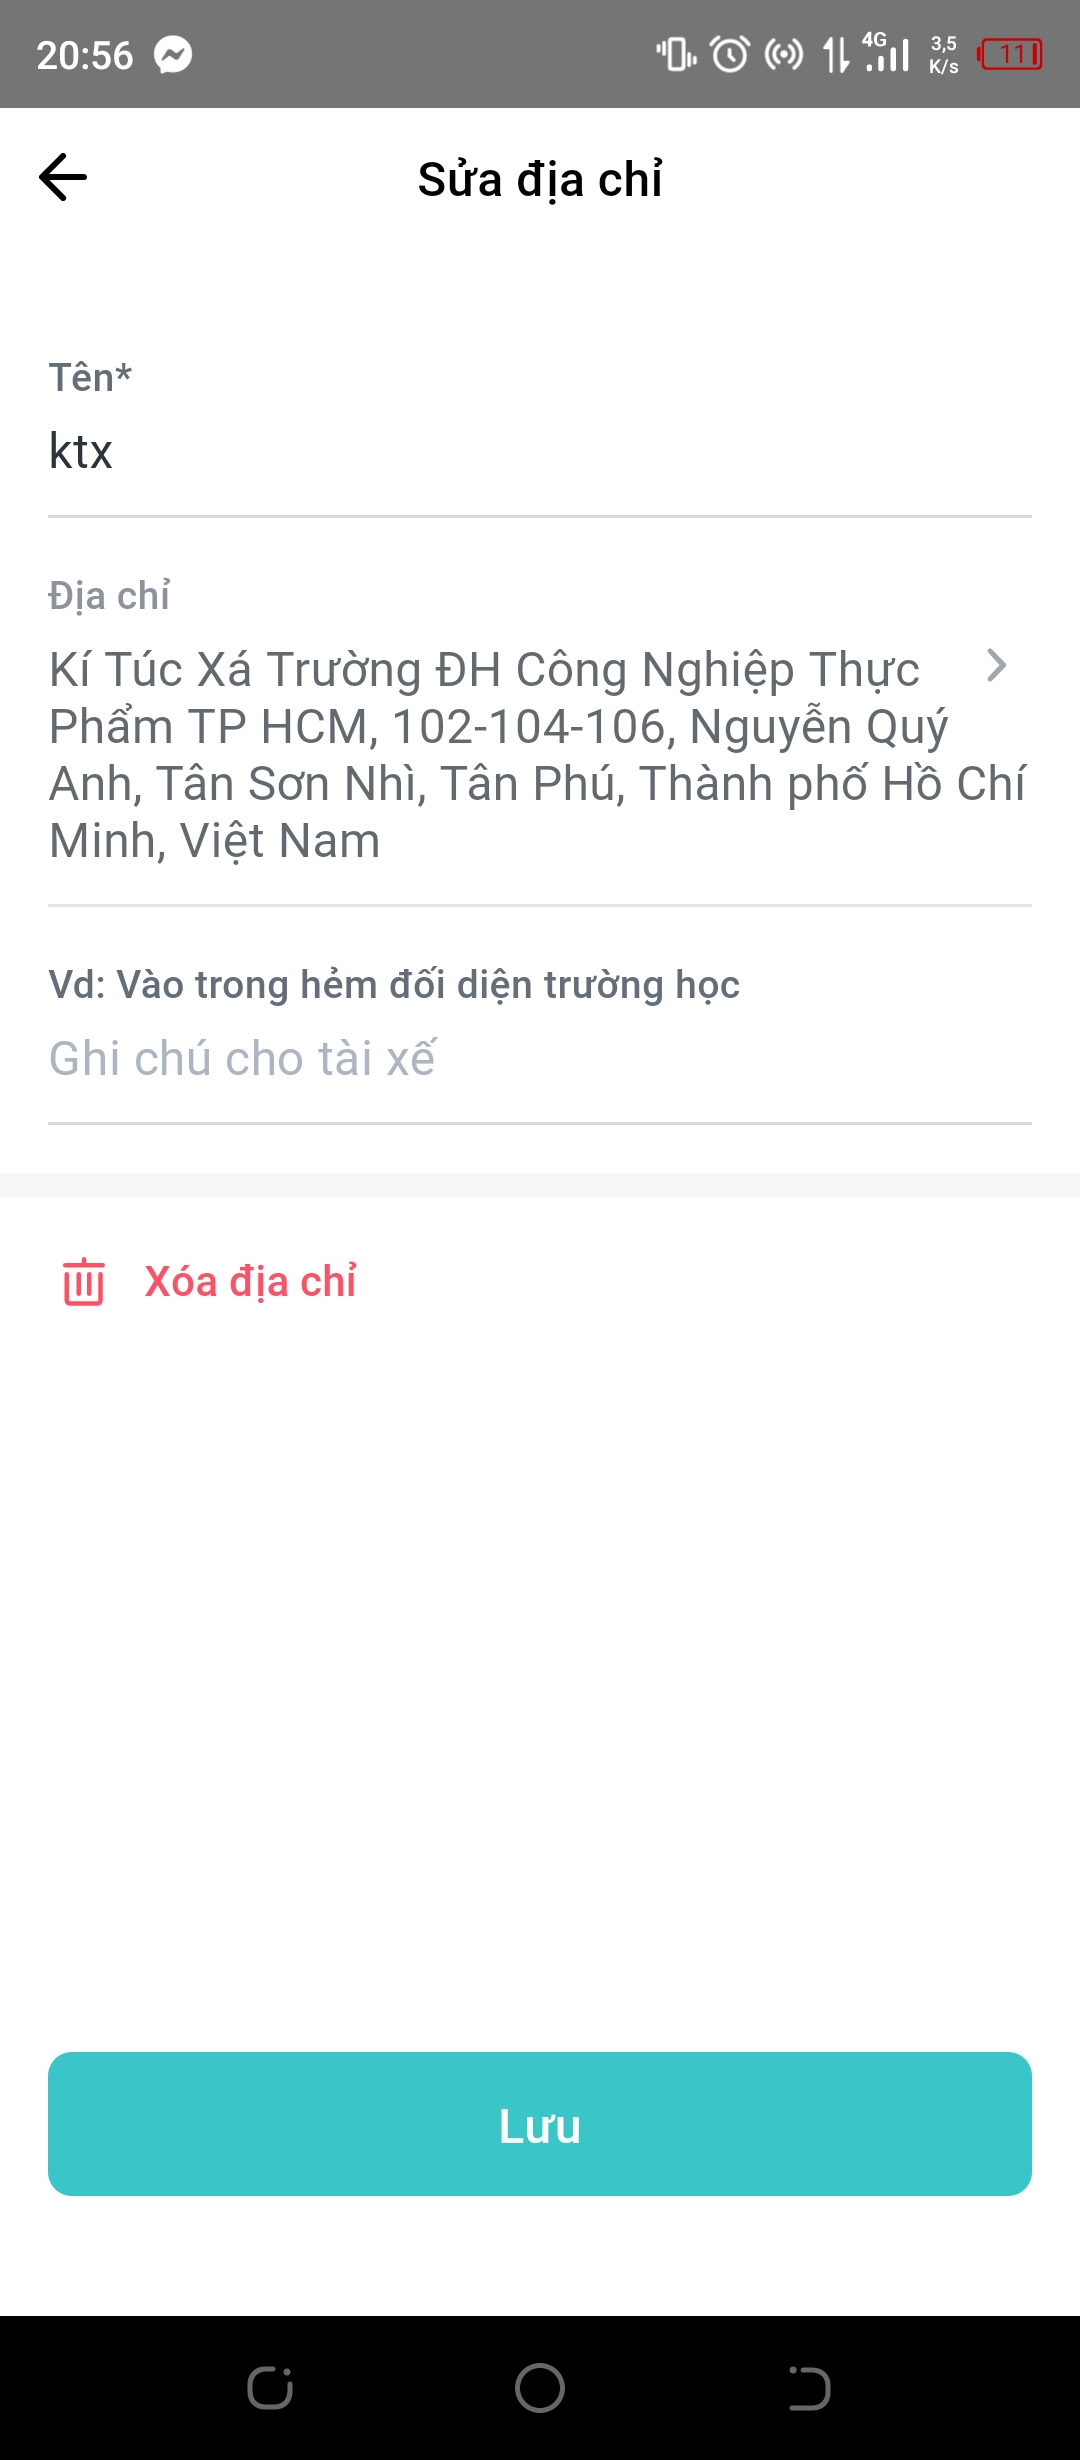 20:56
4G
3,5
K/s
11
Sửa địa chỉ
Tên*
ktx
Địa chỉ
Kí Túc Xá Trường ĐH Công Nghiệp Thực
Phẩm TP HCM, 102-104-106, Nguyễn Quý
Anh, Tân Sơn Nhì, Tân Phú, Thành phố Hồ Chí
Minh, Việt Nam
Vd: Vào trong hẻm đối diện trường học
Ghi chú cho tài xế
Xóa địa chỉ
Lưu